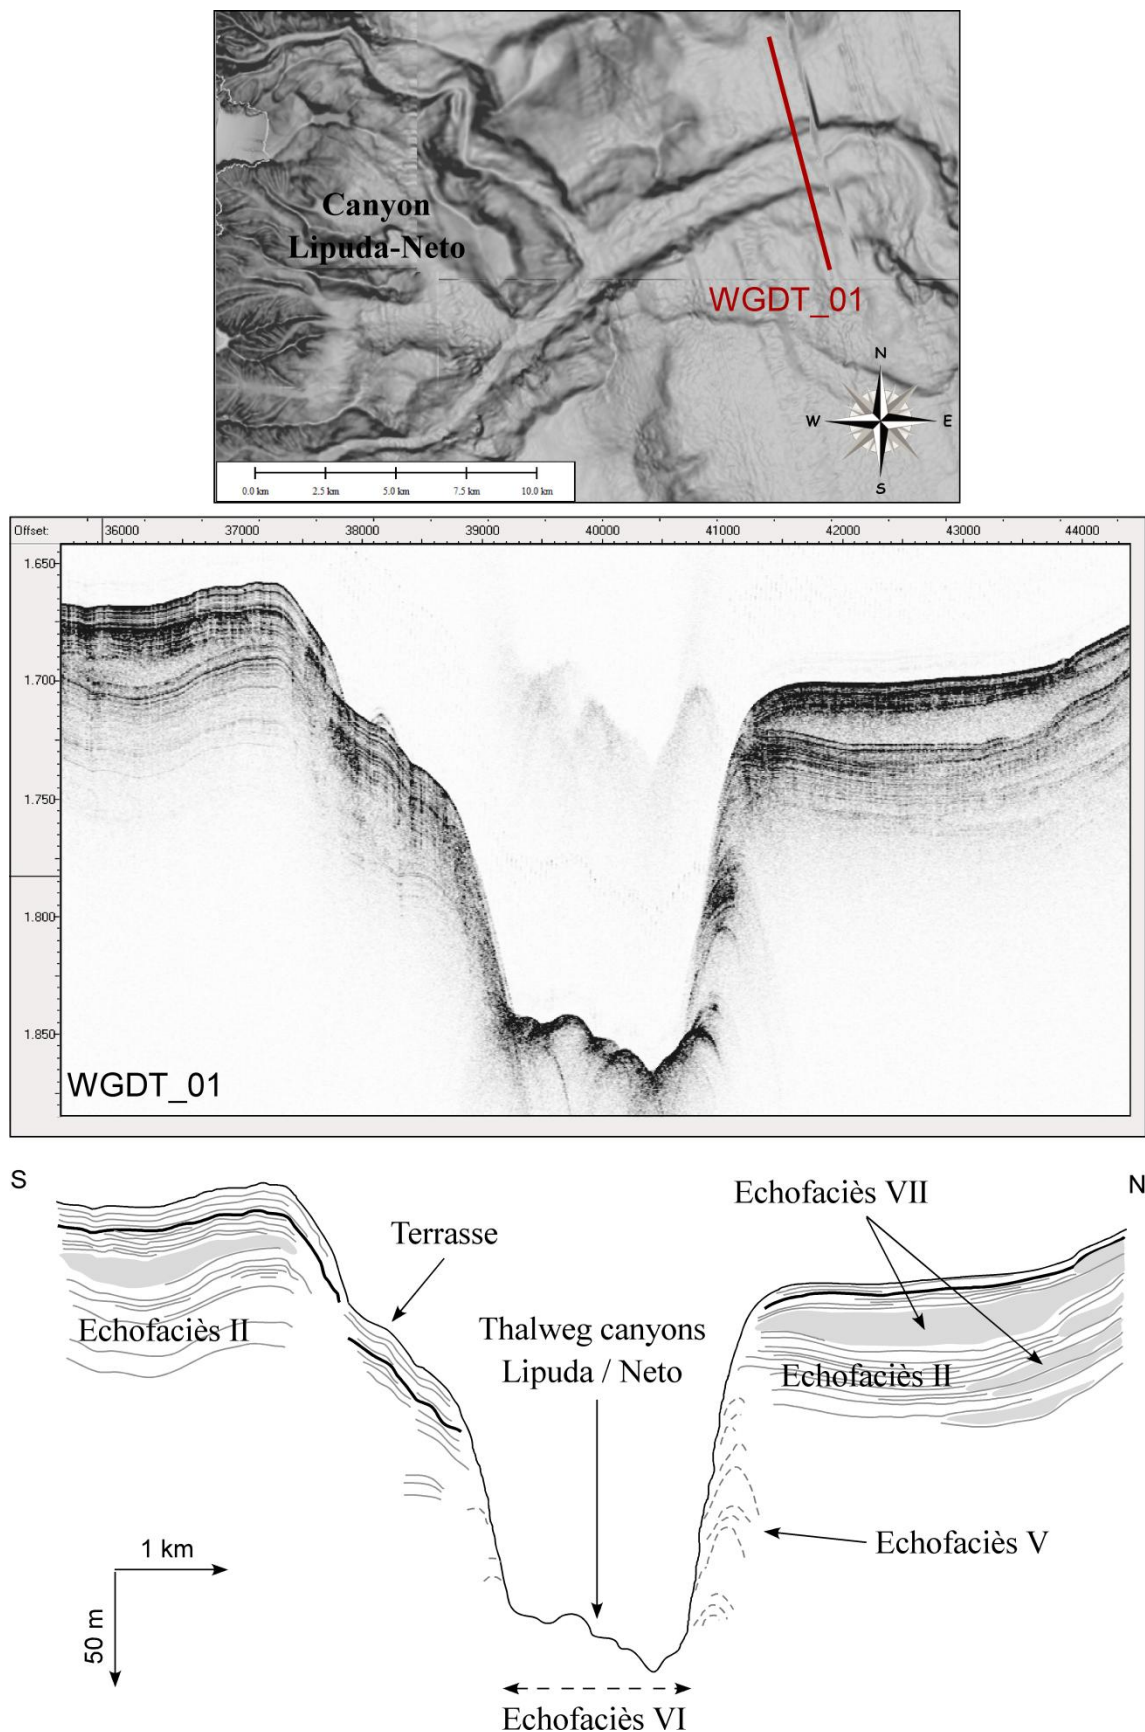 Canyon
Lipuda-Neto
WGDT_01
N
W E
S
0.0 km 2.5 km 5.0 km 7.5 km 10.0 km
Offset: 36000 37000 38000 39000 40000 41000 42000 43000 44000
1.650
1.700
1.750
1.800
1.850
WGDT_01
S N
Echofaciès VII
Terrasse
Echofaciès II
Thalweg canyons
Lipuda / Neto
Echofaciès II
Echofaciès V
1 km
50 m
Echofaciès VI